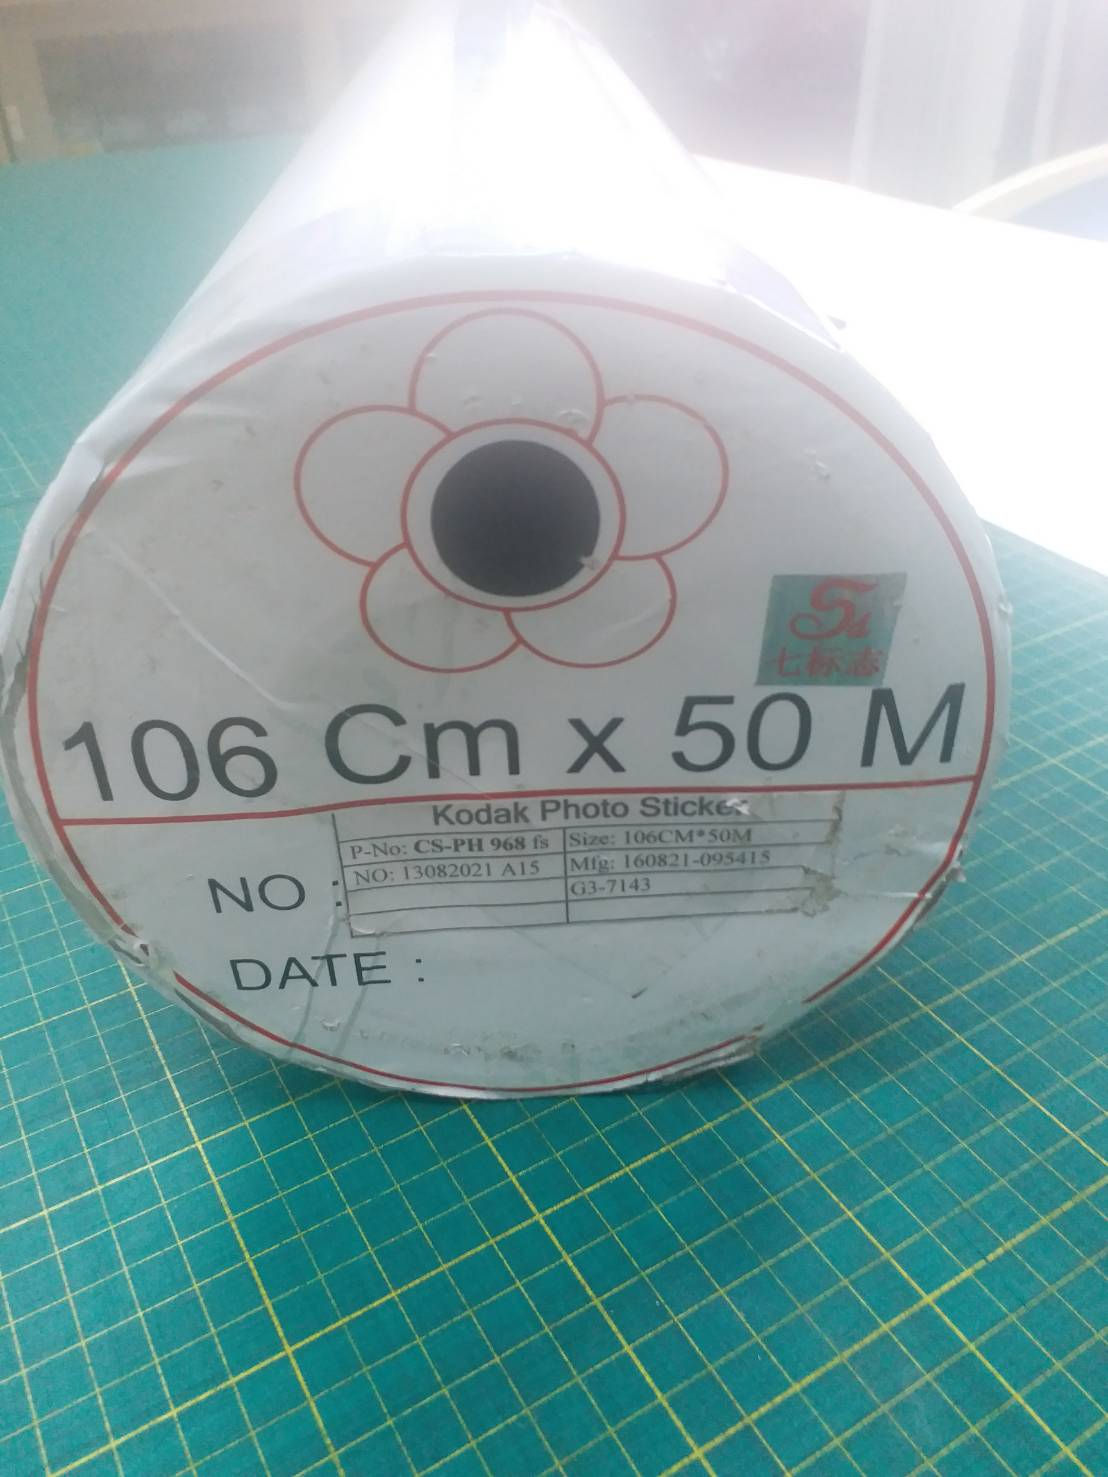 七标志
106 Cm x 50 M
Kodak Photo Sticker
P-No: CS-PH 968 fs Size: 106CM*50M
NO: 13082021 A15 Mfg: 160821-095415
G3-7143
NO :
DATE :